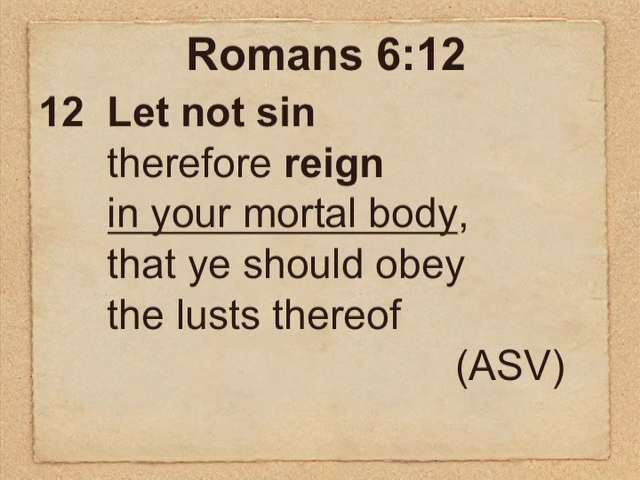 Romans 6:12
12 Let not sin
therefore reign
in your mortal body,
that ye should obey
the lusts thereof
(ASV)